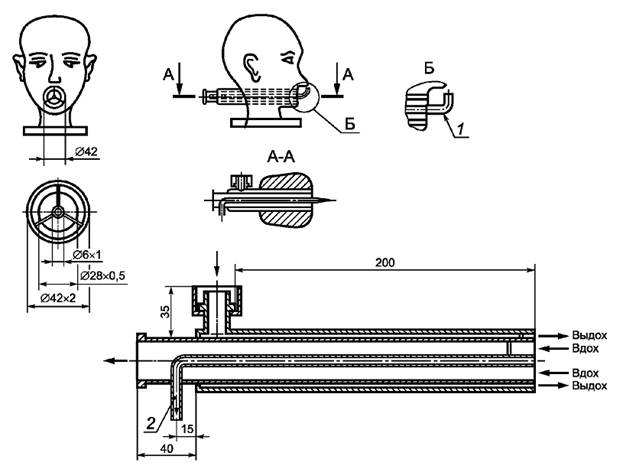 А
А
Б
Б
1
Ø42
А-А
Ø6×1
Ø28×0,5
Ø42×2
200
35
Выдох
Вдох
Вдох
Выдох
2
15
40